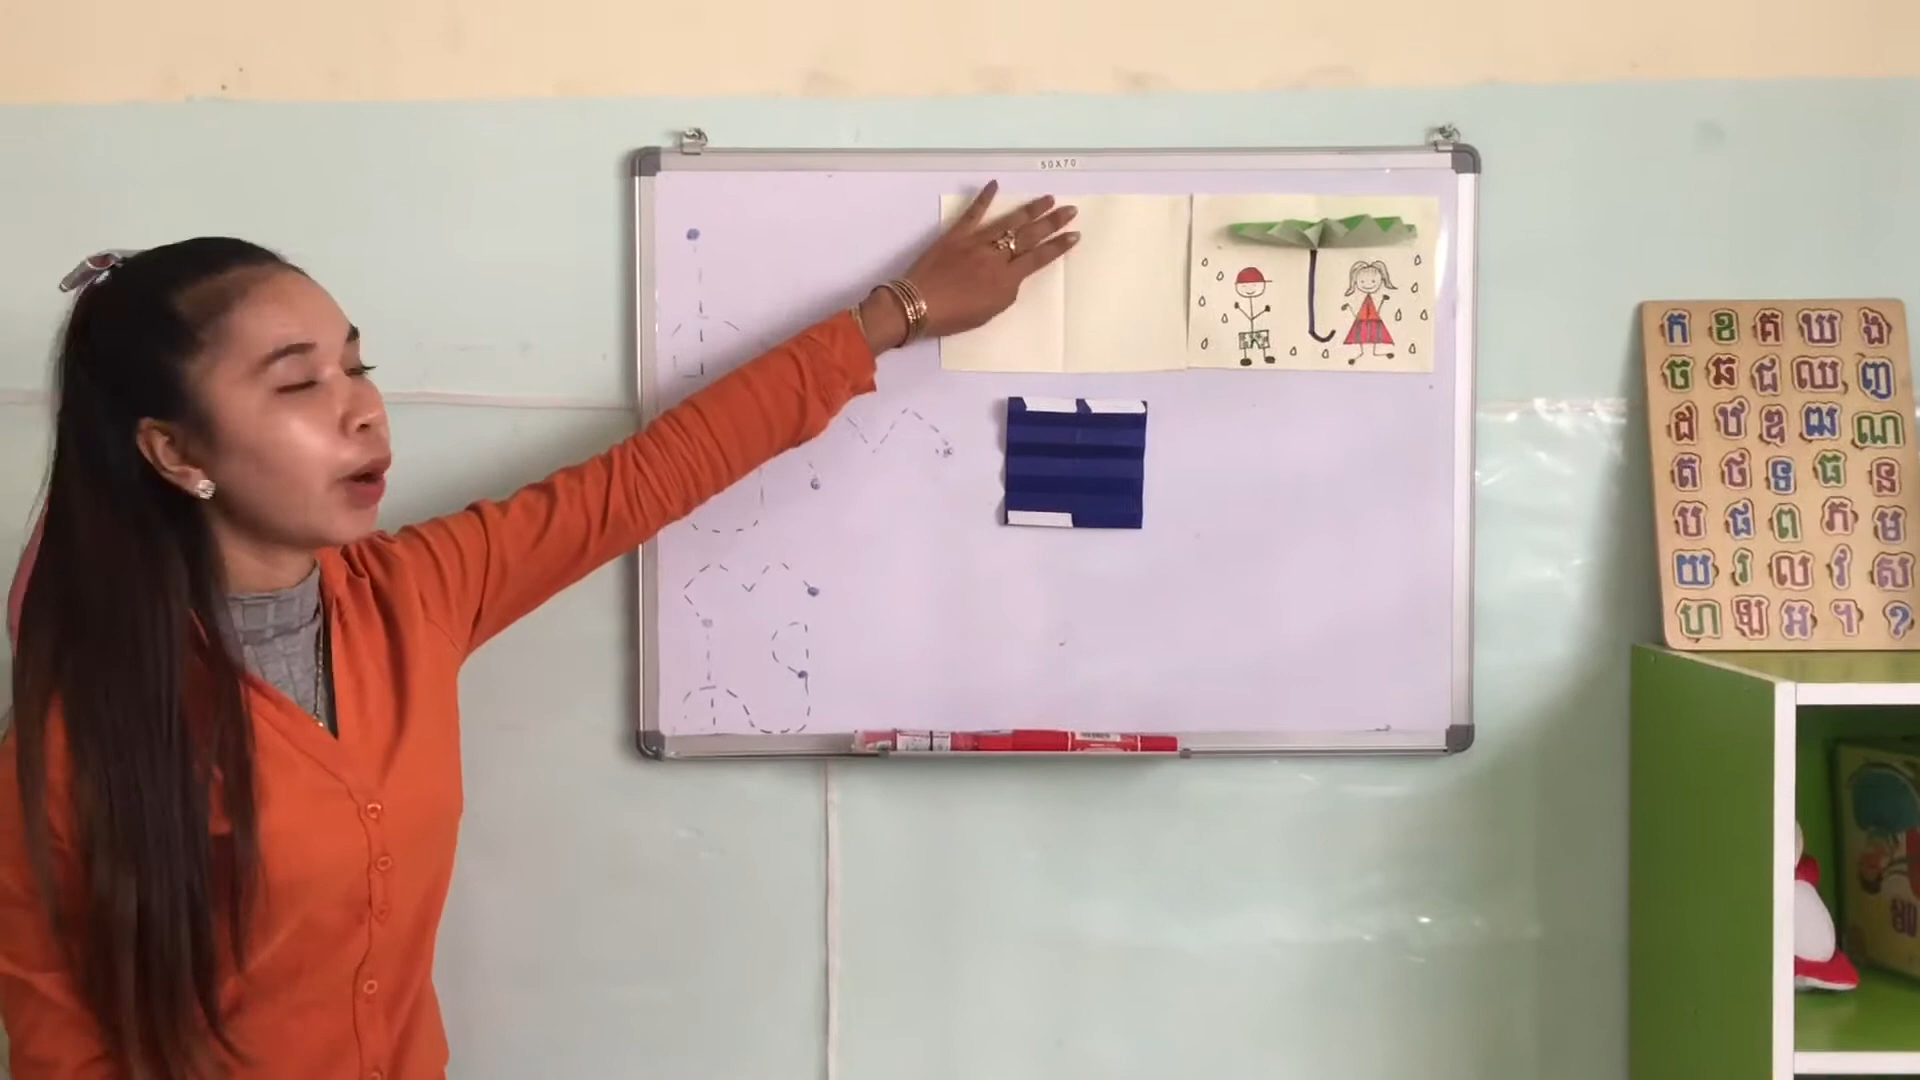 50X70
ក ខ គ ឃ ង
ច ឆ ជ ឈ ញ
ដ ឋ ឌ ឍ ណ
ត ថ ទ ធ ន
ប ផ ព ភ ម
យ រ ល វ ស
ហ ឡ អ ។ ?